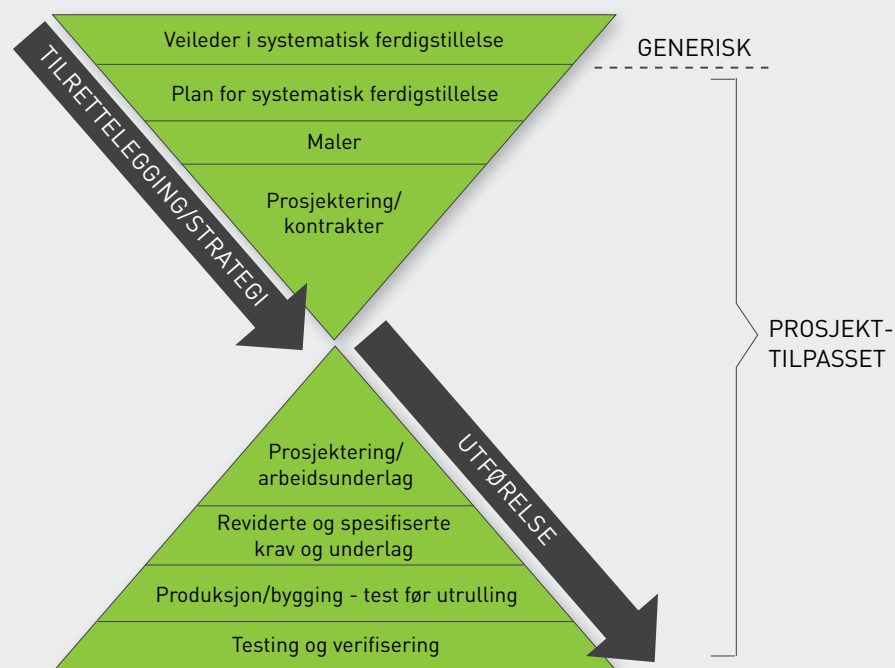 Veileder i systematisk ferdigstillelse
GENERISK
Plan for systematisk ferdigstillelse
Maler
Prosjektering/
kontrakter
TILRETTELEGGING/STRATEGI
PROSJEKT-
TILPASSET
Prosjektering/
arbeidsunderlag
UTFØRELSE
Reviderte og spesifiserte
krav og underlag
Produksjon/bygging - test før utrulling
Testing og verifisering